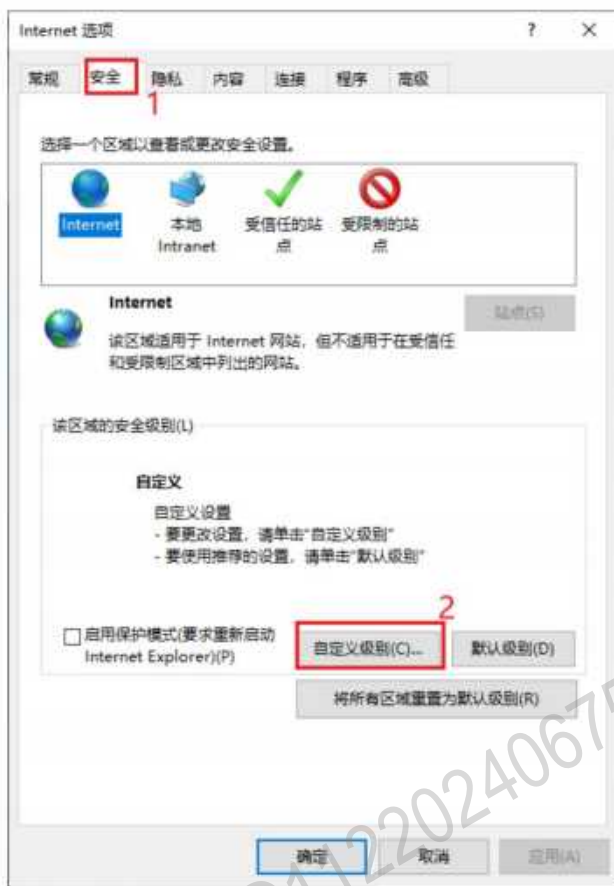 Internet 选项
? ×
常规 安全 隐私 内容 连接 程序 高级
1
选择一个区域以查看或更改安全设置。
Internet
本地
Intranet
受信任的站
点
受限制的站
点
Internet
站点(S)
该区域适用于 Internet 网站，但不适用于在受信任
和受限制区域中列出的网站。
该区域的安全级别(L)
自定义
自定义设置
- 要更改设置，请单击“自定义级别”
- 要使用推荐的设置，请单击“默认级别”
2
启用保护模式(要求重新启动
Internet Explorer)(P)
自定义级别(C)...
默认级别(D)
将所有区域重置为默认级别(R)
确定
取消
应用(A)